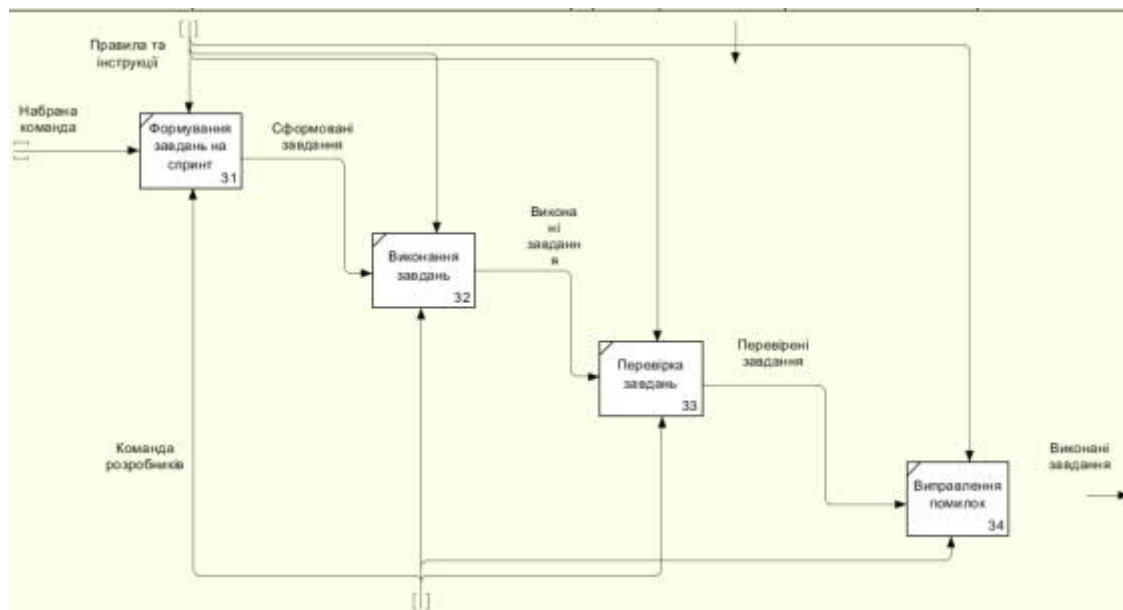 Правила та
інструкції
Набрана
команда
Формування
завдань на
спринт
31
Сформовані
завдання
Виконання
завдань
32
Викона
ні
завданн
я
Перевірка
завдань
33
Перевірені
завдання
Команда
розробників
Виправлення
помилок
34
Виконані
завдання